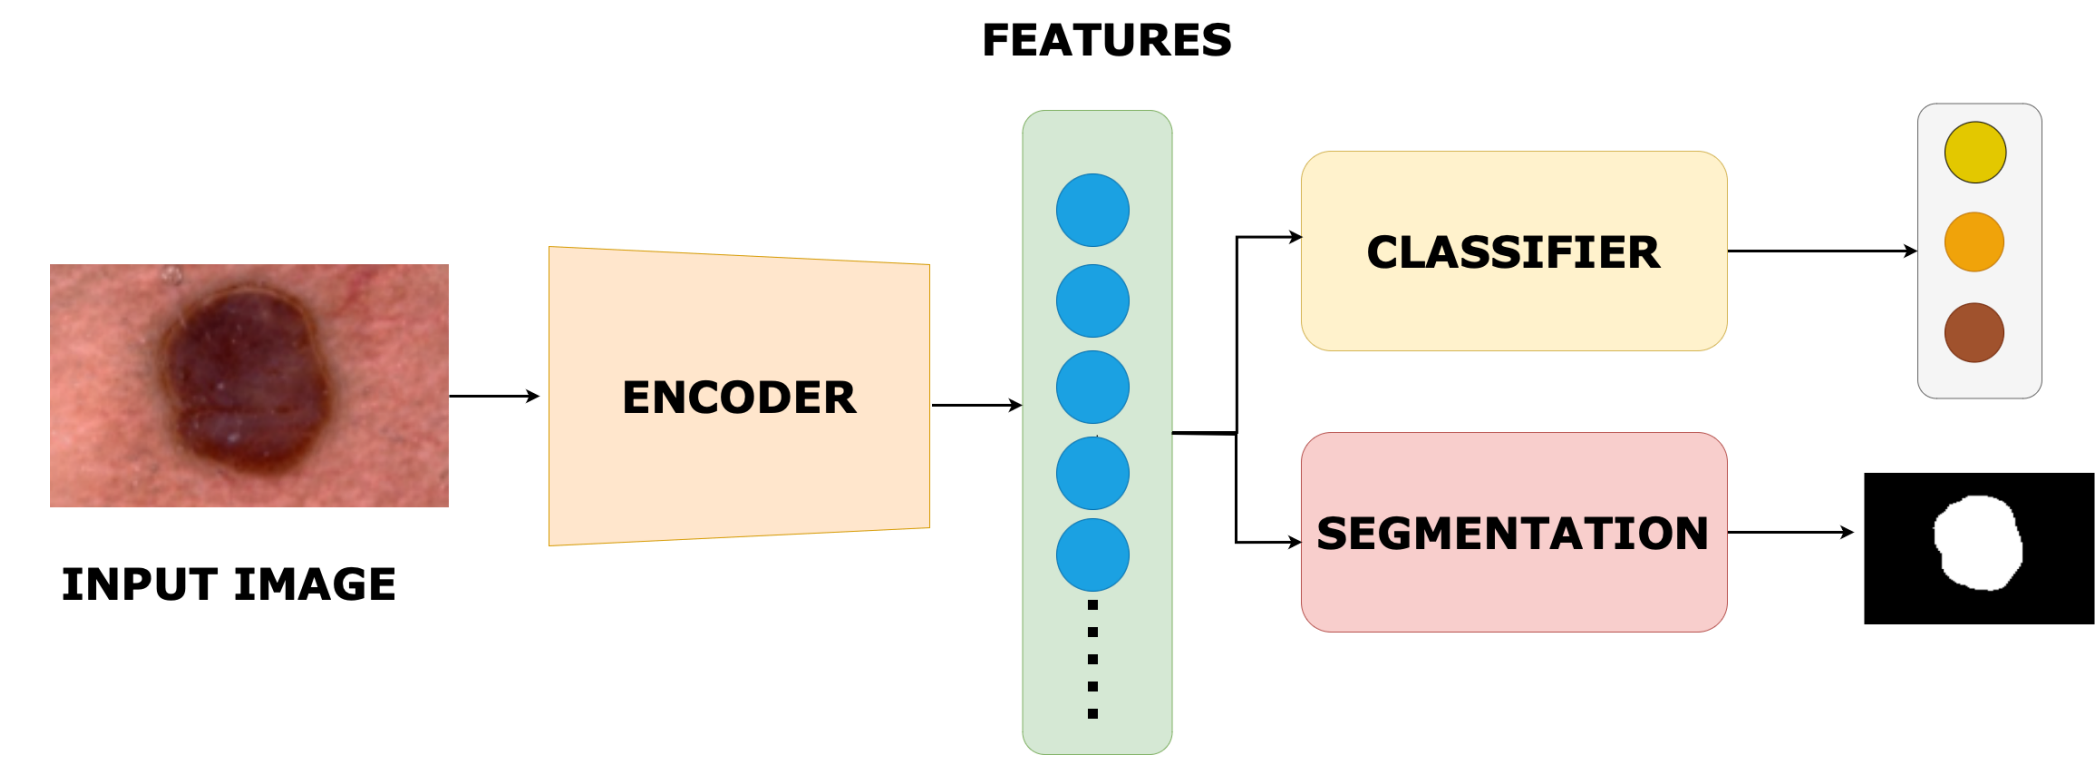 FEATURES
CLASSIFIER
ENCODER
SEGMENTATION
INPUT IMAGE